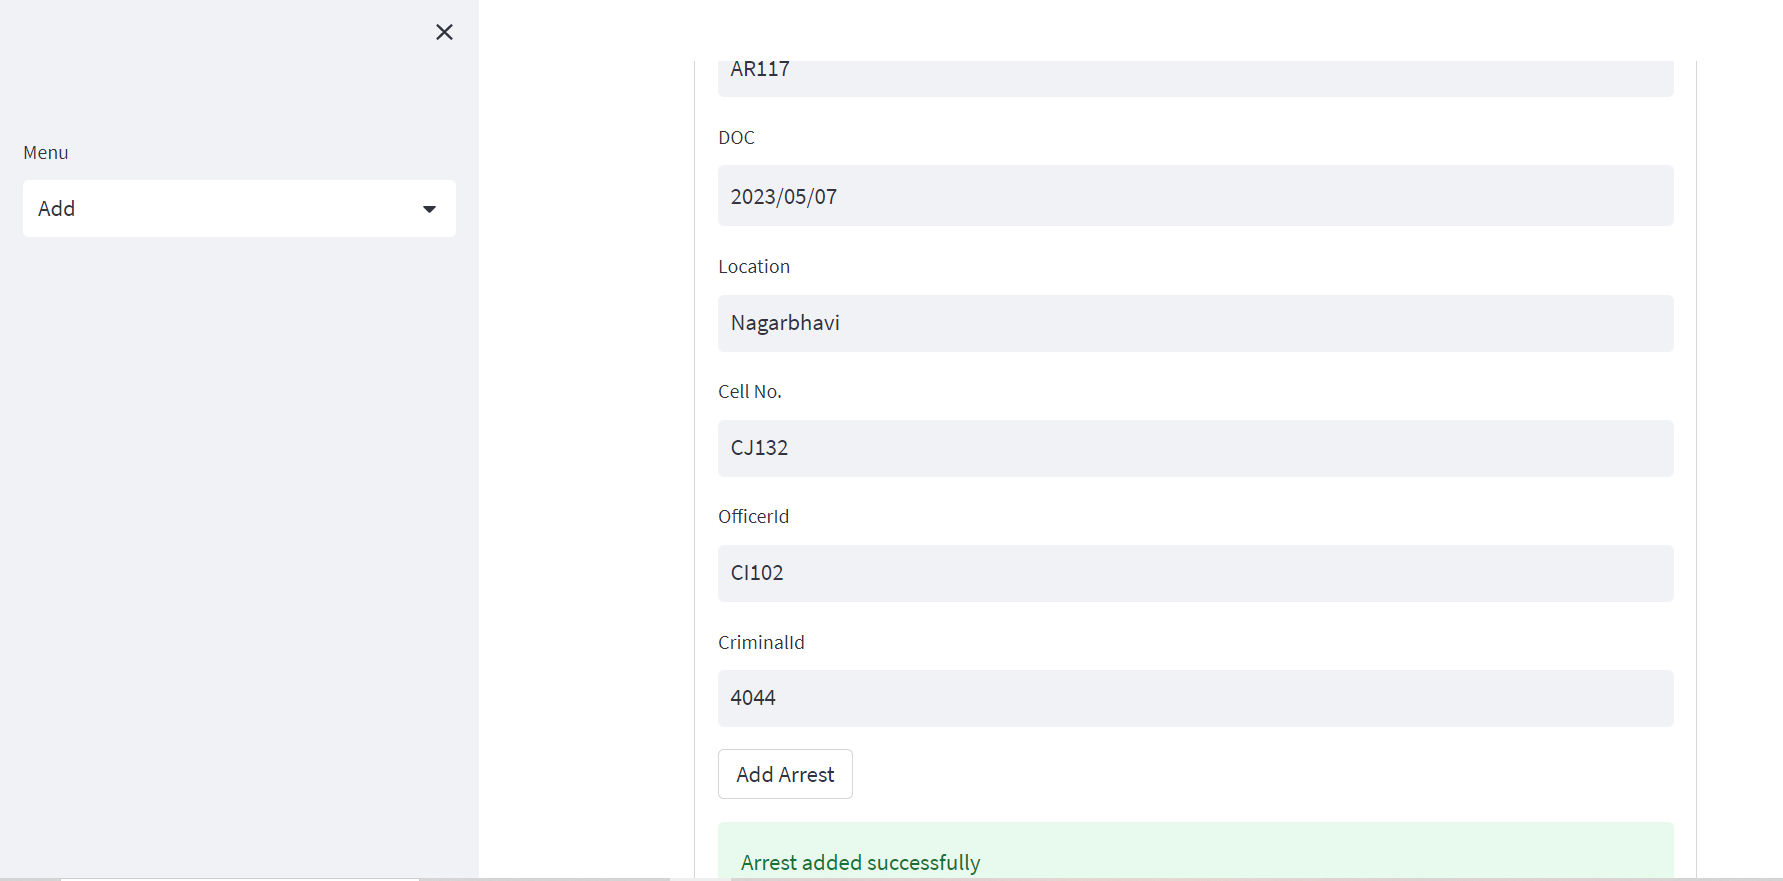 Menu
Add
AR117
DOC
2023/05/07
Location
Nagarbhavi
Cell No.
CJ132
OfficerId
CI102
CriminalId
4044
Add Arrest
Arrest added successfully